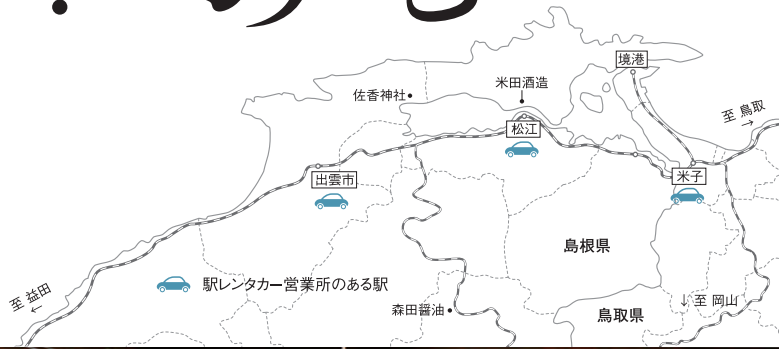 境港
米田酒造
佐香神社
至 鳥取
→
松江
米子
出雲市
島根県
駅レンタカー営業所のある駅
至 益田
←
森田醤油
鳥取県
↓至 岡山